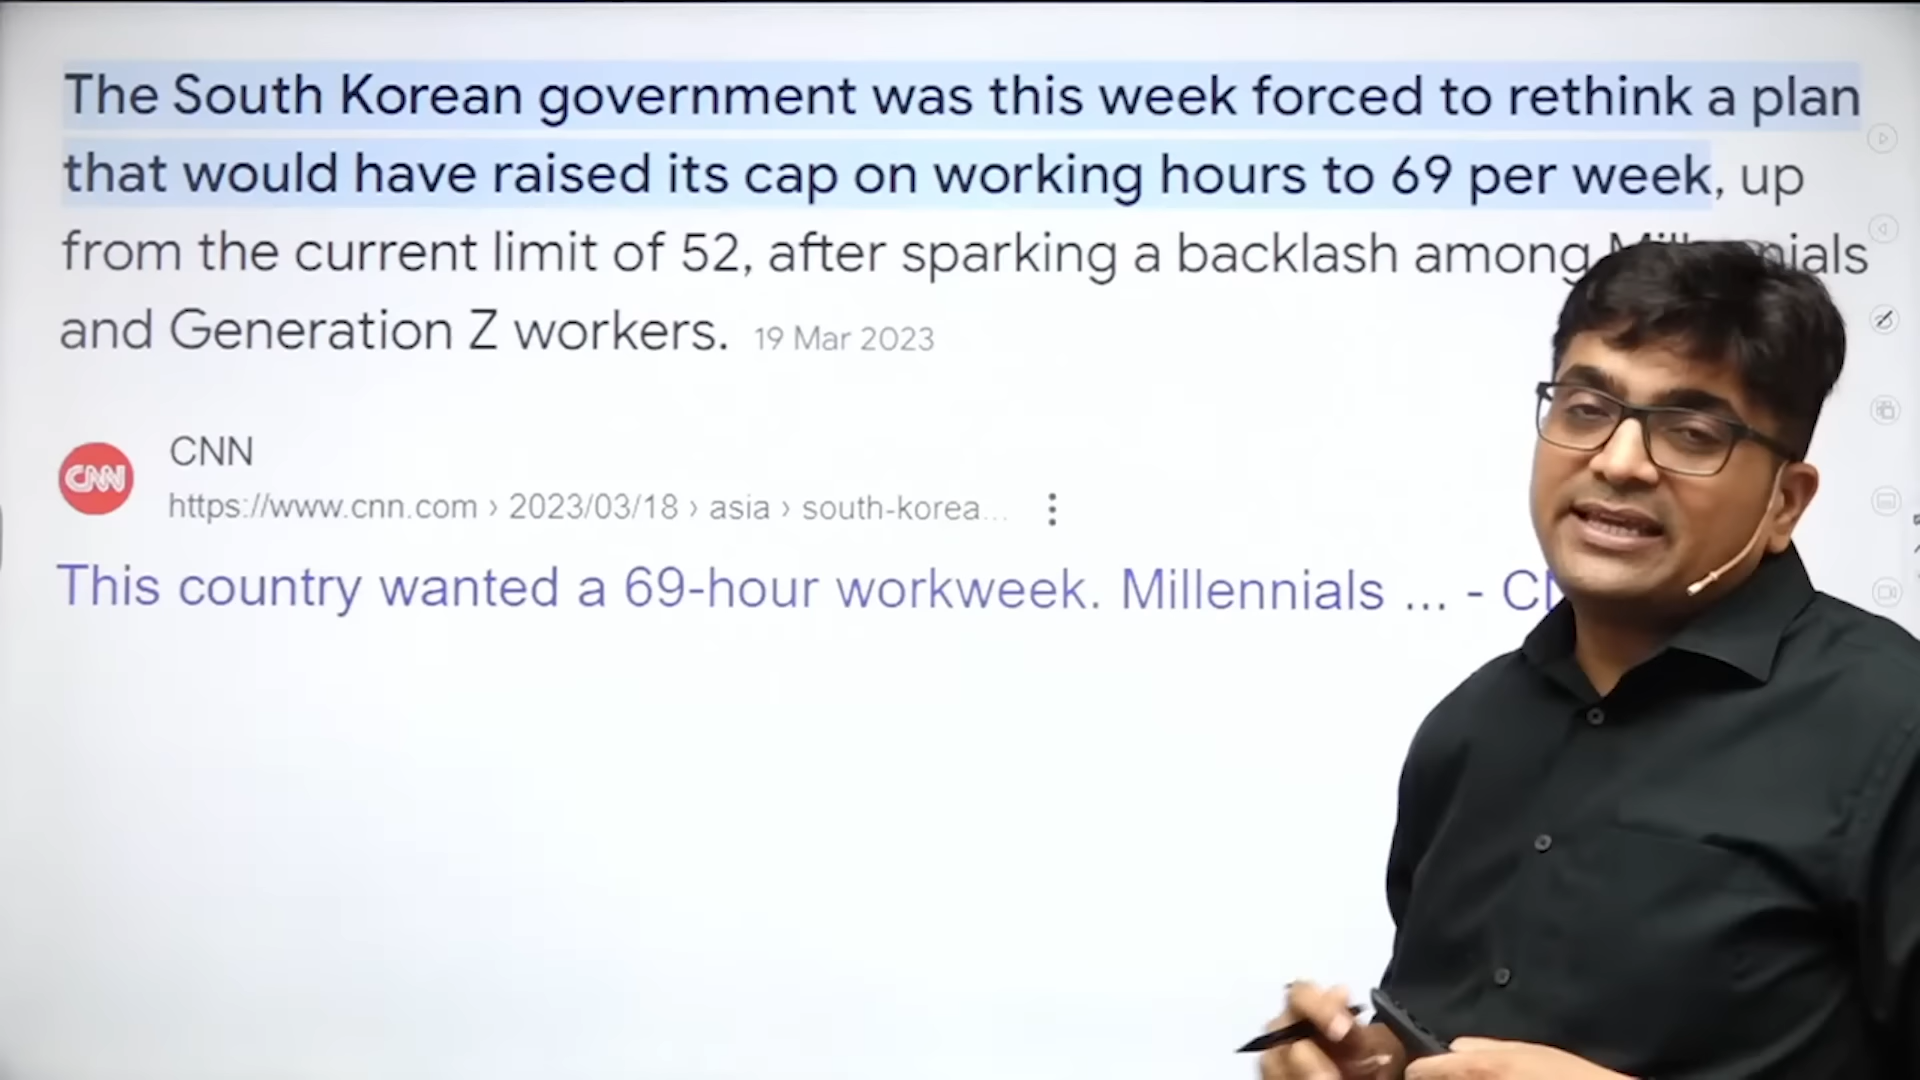 The South Korean government was this week forced to rethink a plan
that would have raised its cap on working hours to 69 per week, up
from the current limit of 52, after sparking a backlash among Millennials
and Generation Z workers. 19 Mar 2023
CNN
CNN
https://www.cnn.com › 2023/03/18 › asia › south-korea...
This country wanted a 69-hour workweek. Millennials ... -